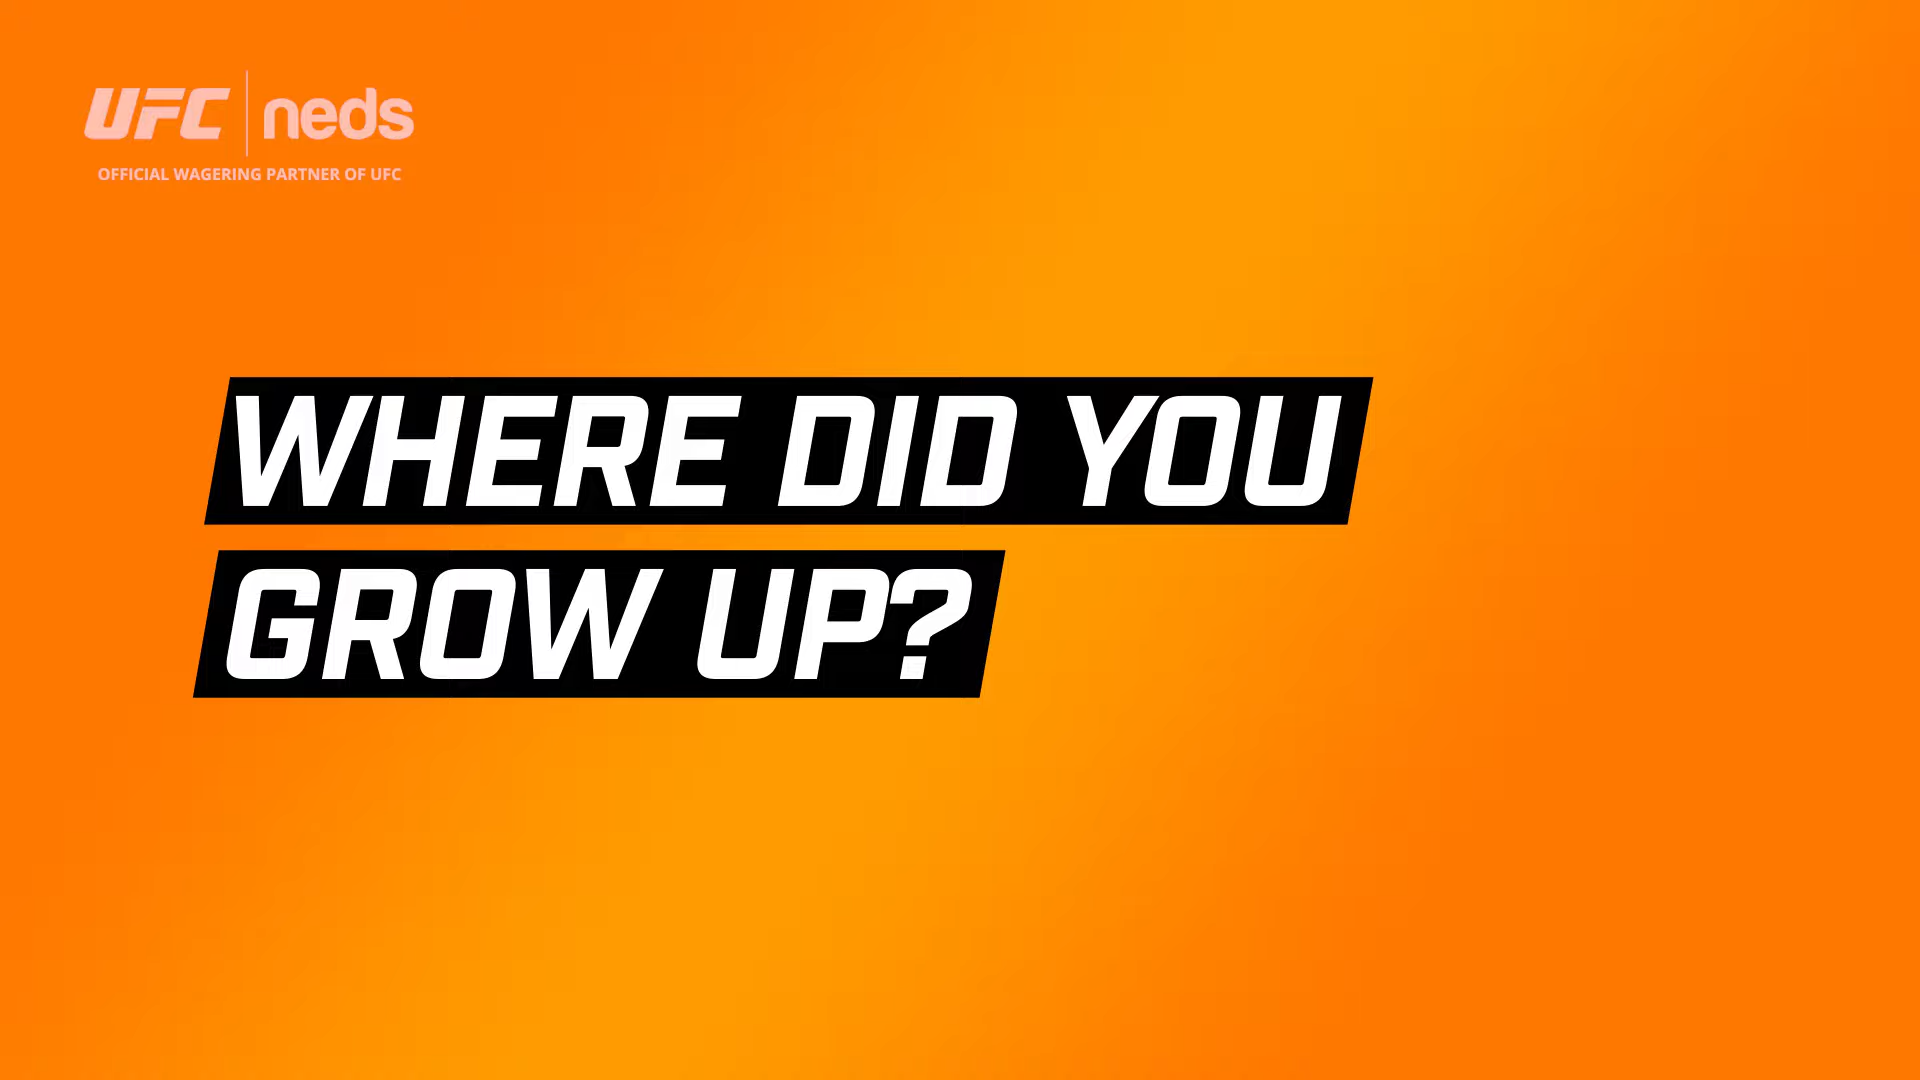 UFC | neds
OFFICIAL WAGERING PARTNER OF UFC
WHERE DID YOU
GROW UP?